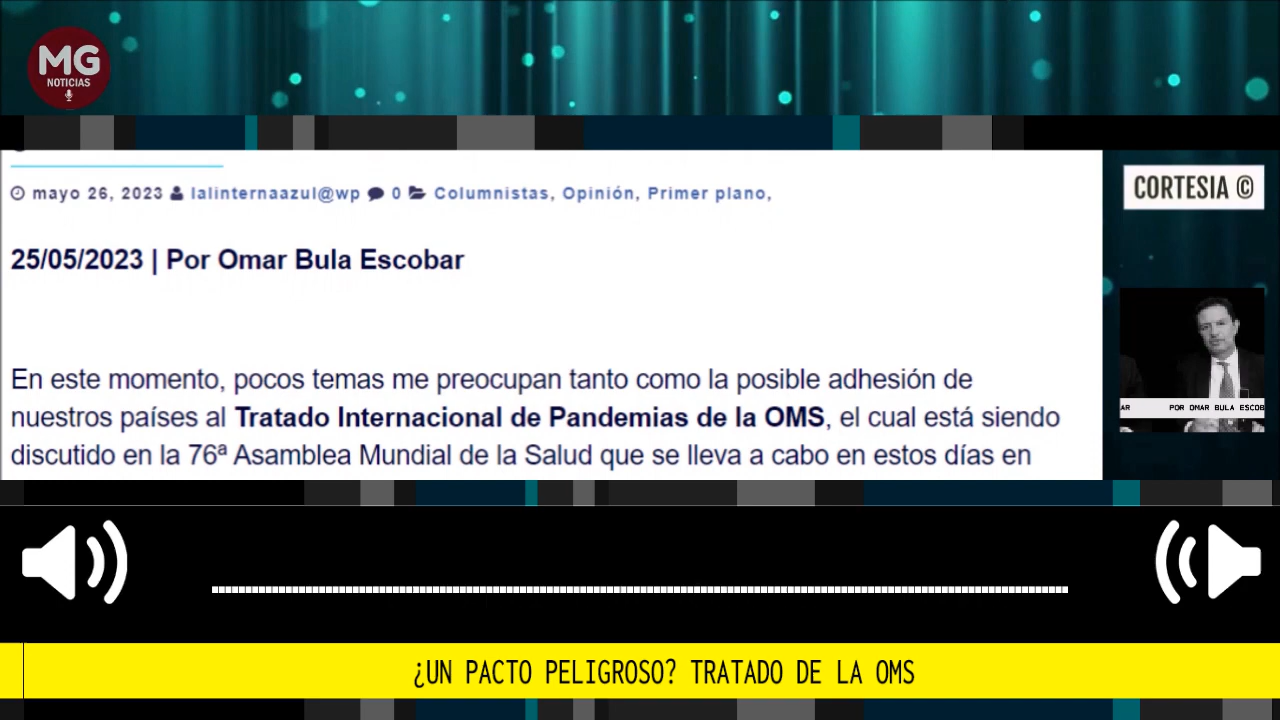 MG
NOTICIAS
mayo 26, 2023 lalinternaazul@wp 0 Columnistas, Opinión, Primer plano,
CORTESIA ©
25/05/2023 | Por Omar Bula Escobar
En este momento, pocos temas me preocupan tanto como la posible adhesión de
nuestros países al Tratado Internacional de Pandemias de la OMS, el cual está siendo
discutido en la 76ª Asamblea Mundial de la Salud que se lleva a cabo en estos días en
AR POR OMAR BULA ESCOB
¿UN PACTO PELIGROSO? TRATADO DE LA OMS